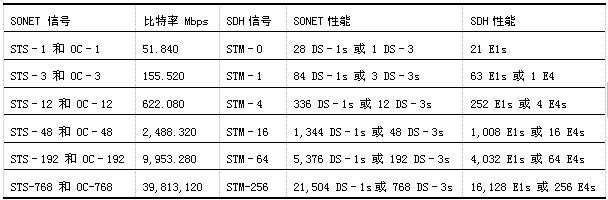 SONET 信号 比特率 Mbps SDH 信号 SONET 性能 SDH 性能
STS-1 和 OC-1 51.840 STM-0 28 DS-1s 或 1 DS-3 21 E1s
STS-3 和 OC-3 155.520 STM-1 84 DS-1s 或 3 DS-3s 63 E1s 或 1 E4
STS-12 和 OC-12 622.080 STM-4 336 DS-1s 或 12 DS-3s 252 E1s 或 4 E4s
STS-48 和 OC-48 2,488.320 STM-16 1,344 DS-1s 或 48 DS-3s 1,008 E1s 或 16 E4s
STS-192 和 OC-192 9,953.280 STM-64 5,376 DS-1s 或 192 DS-3s 4,032 E1s 或 64 E4s
STS-768 和 OC-768 39,813,120 STM-256 21,504 DS-1s 或 768 DS-3s 16,128 E1s 或 256 E4s